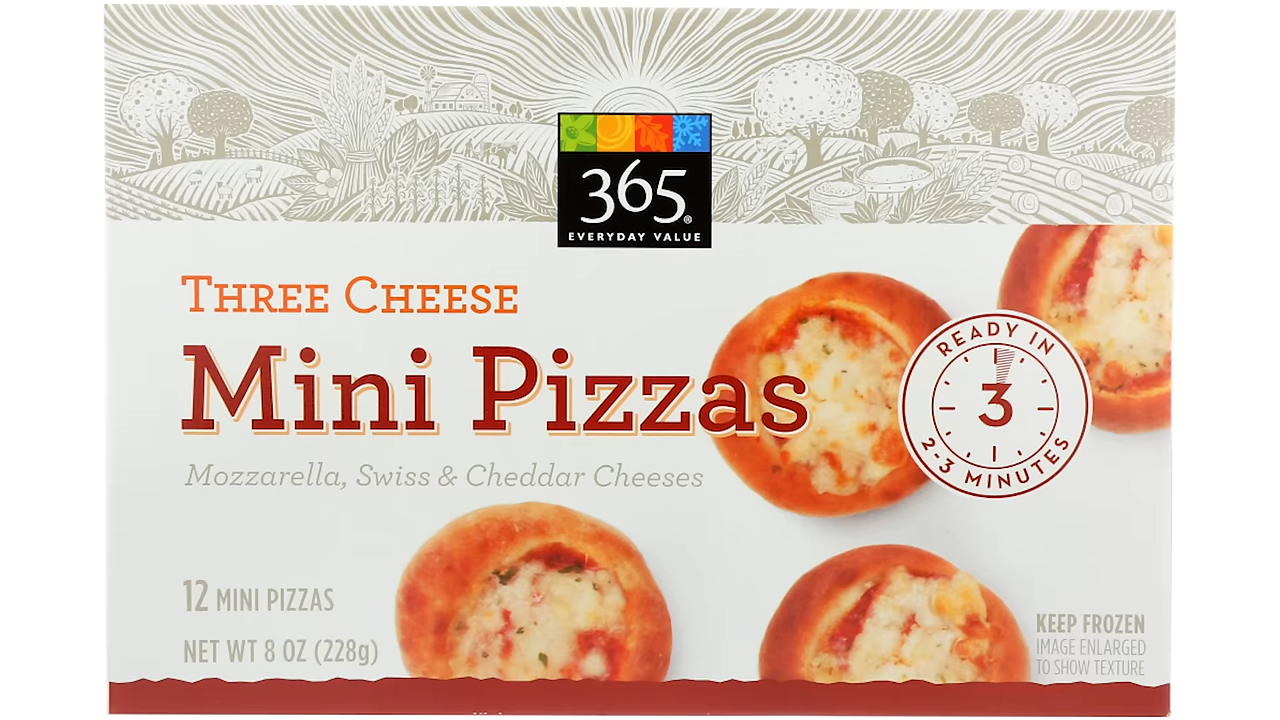 365®
EVERYDAY VALUE
THREE CHEESE
Mini Pizzas
Mozzarella, Swiss & Cheddar Cheeses
READY IN
3
2-3 MINUTES
12 MINI PIZZAS
NET WT 8 OZ (228g)
KEEP FROZEN
IMAGE ENLARGED
TO SHOW TEXTURE